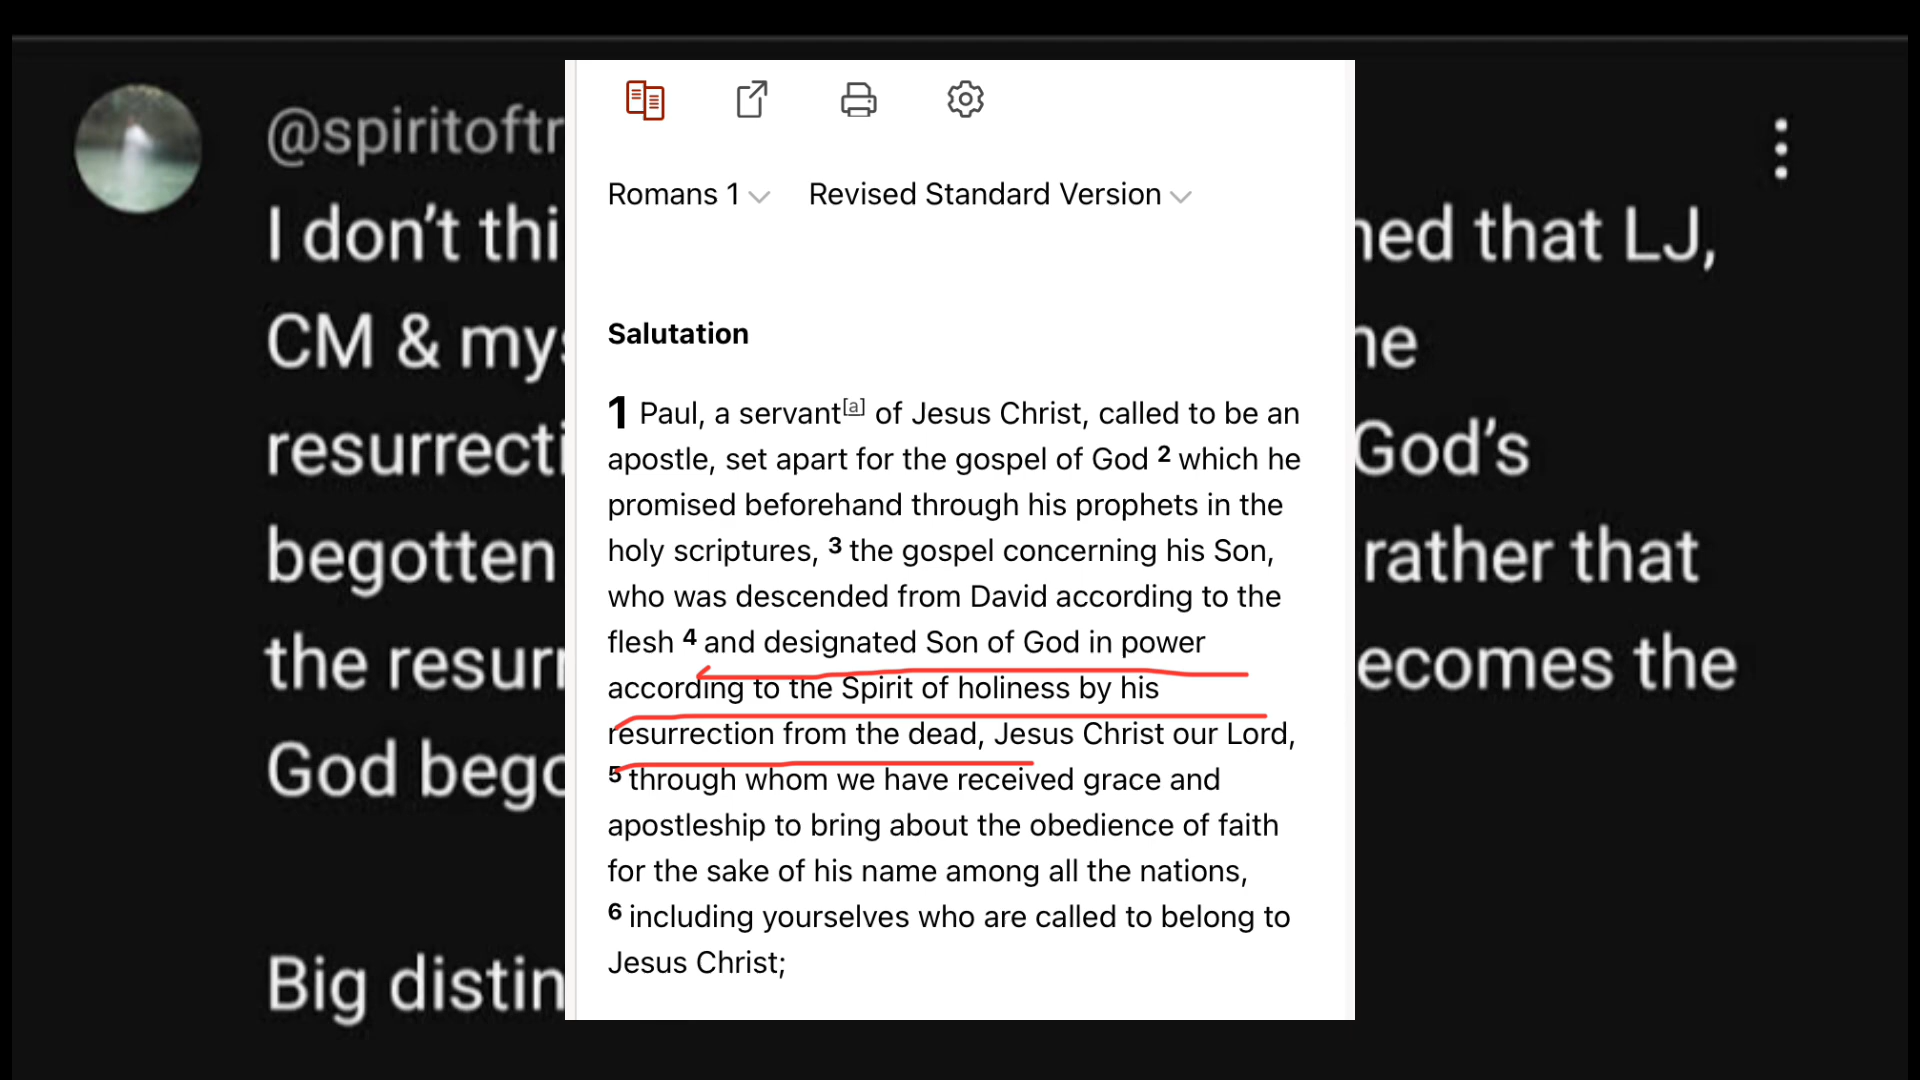 @spiritoftr
I don't thi
CM & my
resurrecti
begotten
the resur
God bego
Big distin
Romans 1 Revised Standard Version
Salutation
1 Paul, a servant[a] of Jesus Christ, called to be an
apostle, set apart for the gospel of God 2 which he
promised beforehand through his prophets in the
holy scriptures, 3 the gospel concerning his Son,
who was descended from David according to the
flesh 4 and designated Son of God in power
according to the Spirit of holiness by his
resurrection from the dead, Jesus Christ our Lord,
5 through whom we have received grace and
apostleship to bring about the obedience of faith
for the sake of his name among all the nations,
6 including yourselves who are called to belong to
Jesus Christ;
ned that LJ,
he
God's
rather that
ecomes the